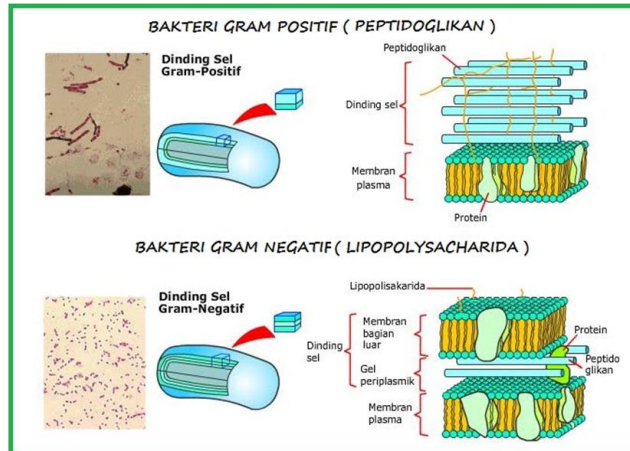 BAKTERI GRAM POSITIF ( PEPTIDOGLIKAN )
Dinding Sel
Gram-Positif
Peptidoglikan
Dinding sel
Membran
plasma
Protein
BAKTERI GRAM NEGATIF ( LIPOPOLYSACHARIDA )
Dinding Sel
Gram-Negatif
Lipopolisakarida
Dinding
sel
Membran
bagian
luar
Gel
periplasmik
Membran
plasma
Protein
Peptido
glikan